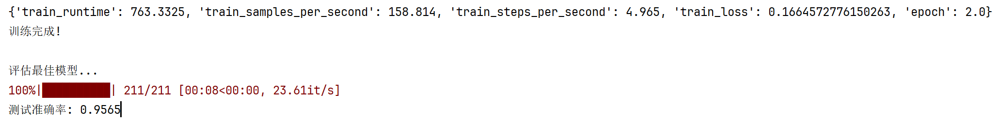 {'train_runtime': 763.3325, 'train_samples_per_second': 158.814, 'train_steps_per_second': 4.965, 'train_loss': 0.1664572776150263, 'epoch': 2.0}
训练完成!
评估最佳模型...
100%|██████████| 211/211 [00:08<00:00, 23.61it/s]
测试准确率: 0.9565